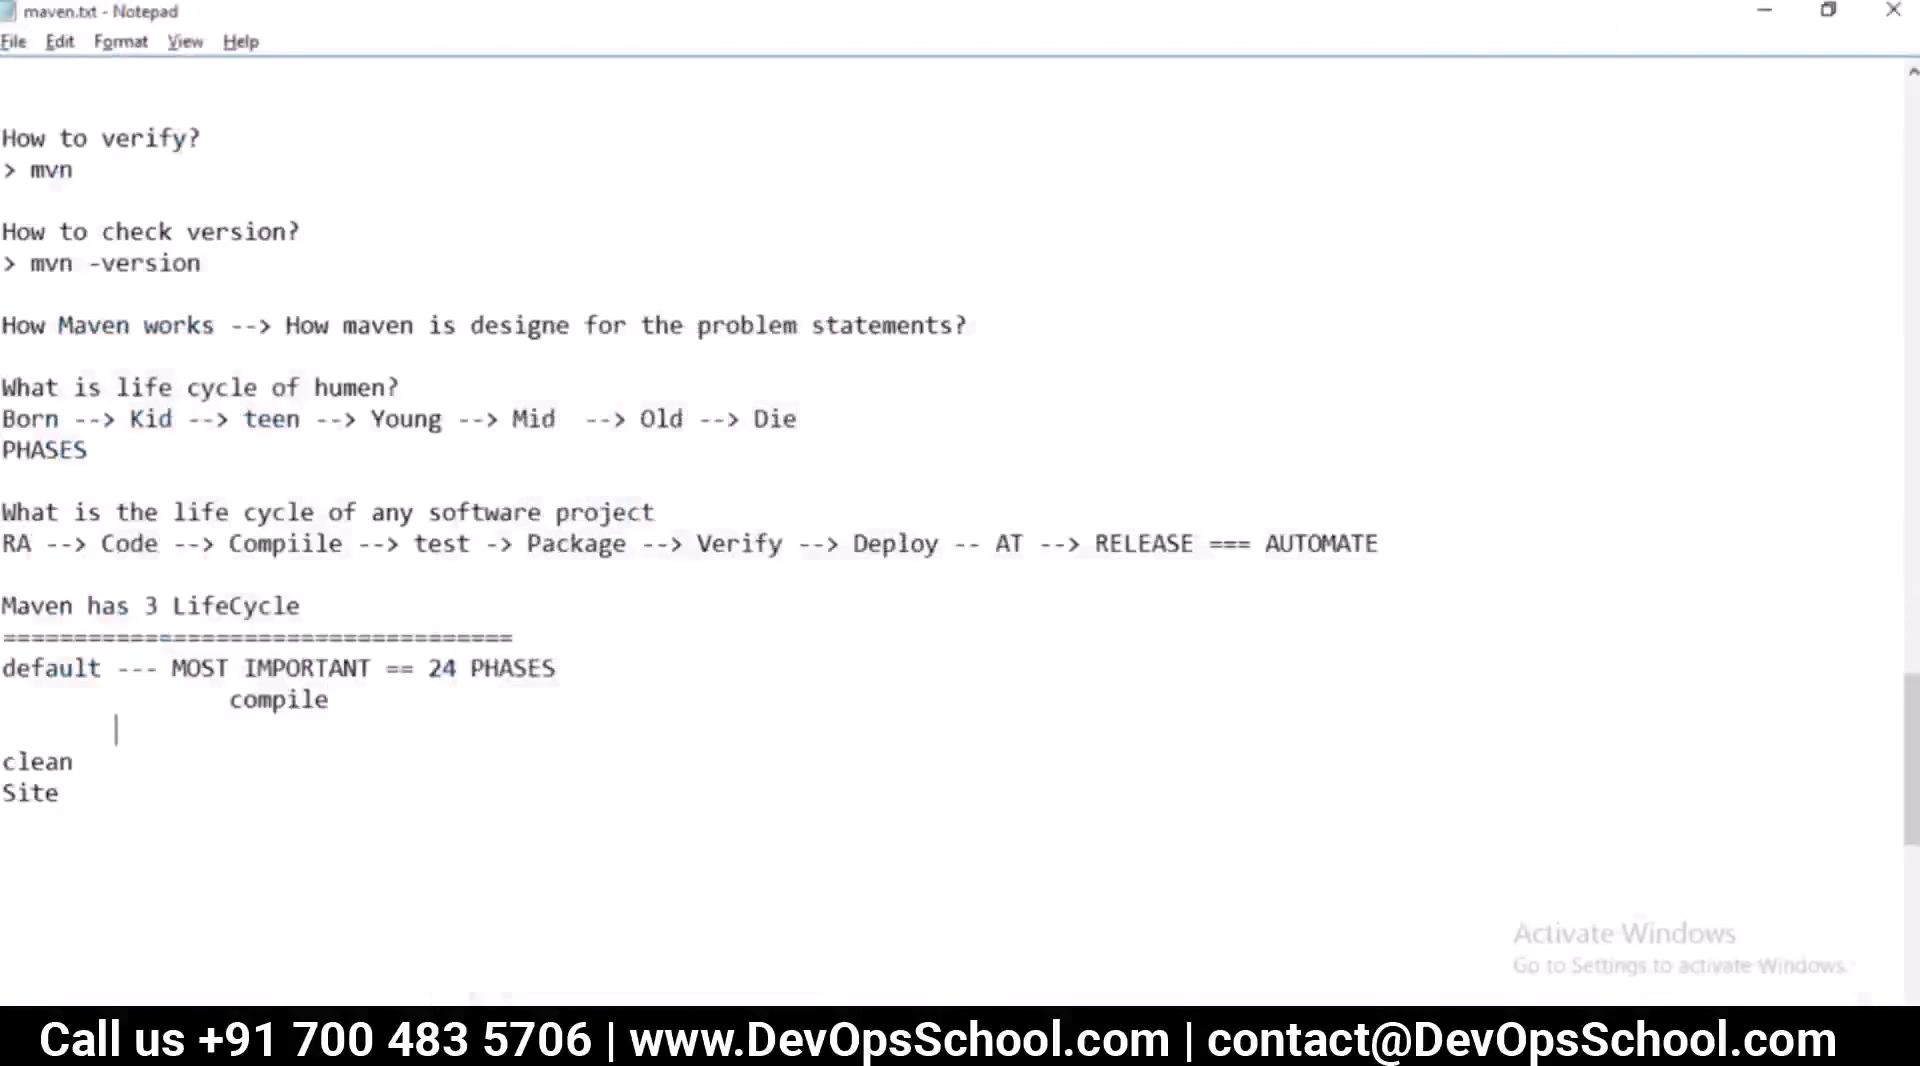 maven.txt - Notepad
File Edit Format View Help
How to verify?
> mvn
How to check version?
> mvn -version
How Maven works --> How maven is designe for the problem statements?
What is life cycle of humen?
Born --> Kid --> teen --> Young --> Mid  --> Old --> Die
PHASES
What is the life cycle of any software project
RA --> Code --> Compiile --> test -> Package --> Verify --> Deploy -- AT --> RELEASE === AUTOMATE
Maven has 3 LifeCycle
====================================
default --- MOST IMPORTANT == 24 PHASES
compile
clean
Site
Activate Windows
Go to Settings to activate Windows.
Call us +91 700 483 5706 | www.DevOpsSchool.com | contact@DevOpsSchool.com